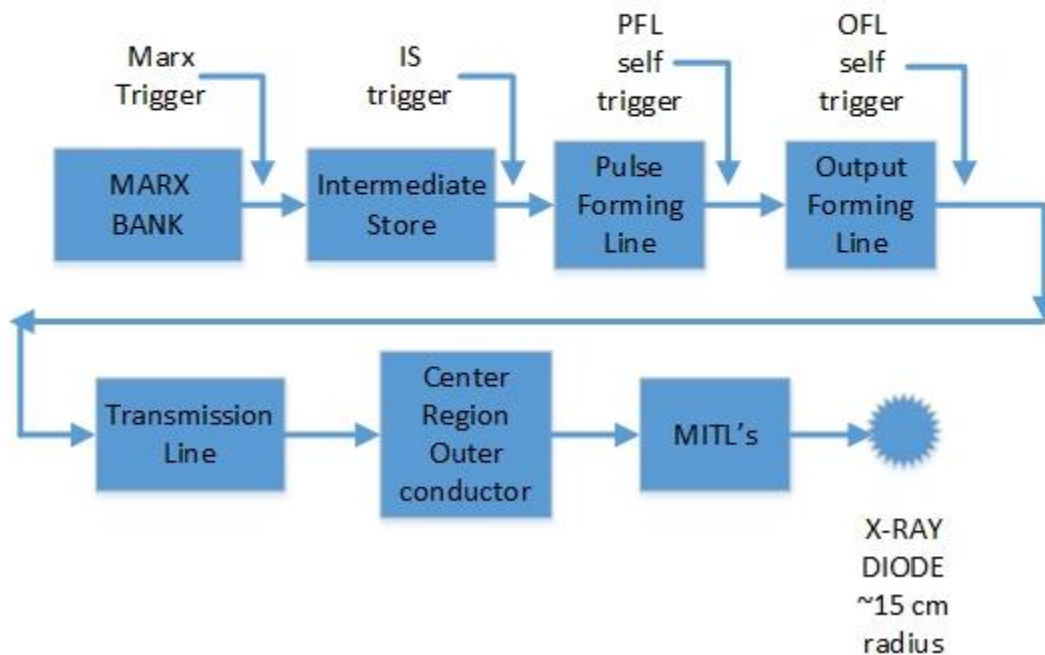 Marx
Trigger
IS
trigger
PFL
self
trigger
OFL
self
trigger
MARX
BANK
Intermediate
Store
Pulse
Forming
Line
Output
Forming
Line
Transmission
Line
Center
Region
Outer
conductor
MITL's
X-RAY
DIODE
~15 cm
radius